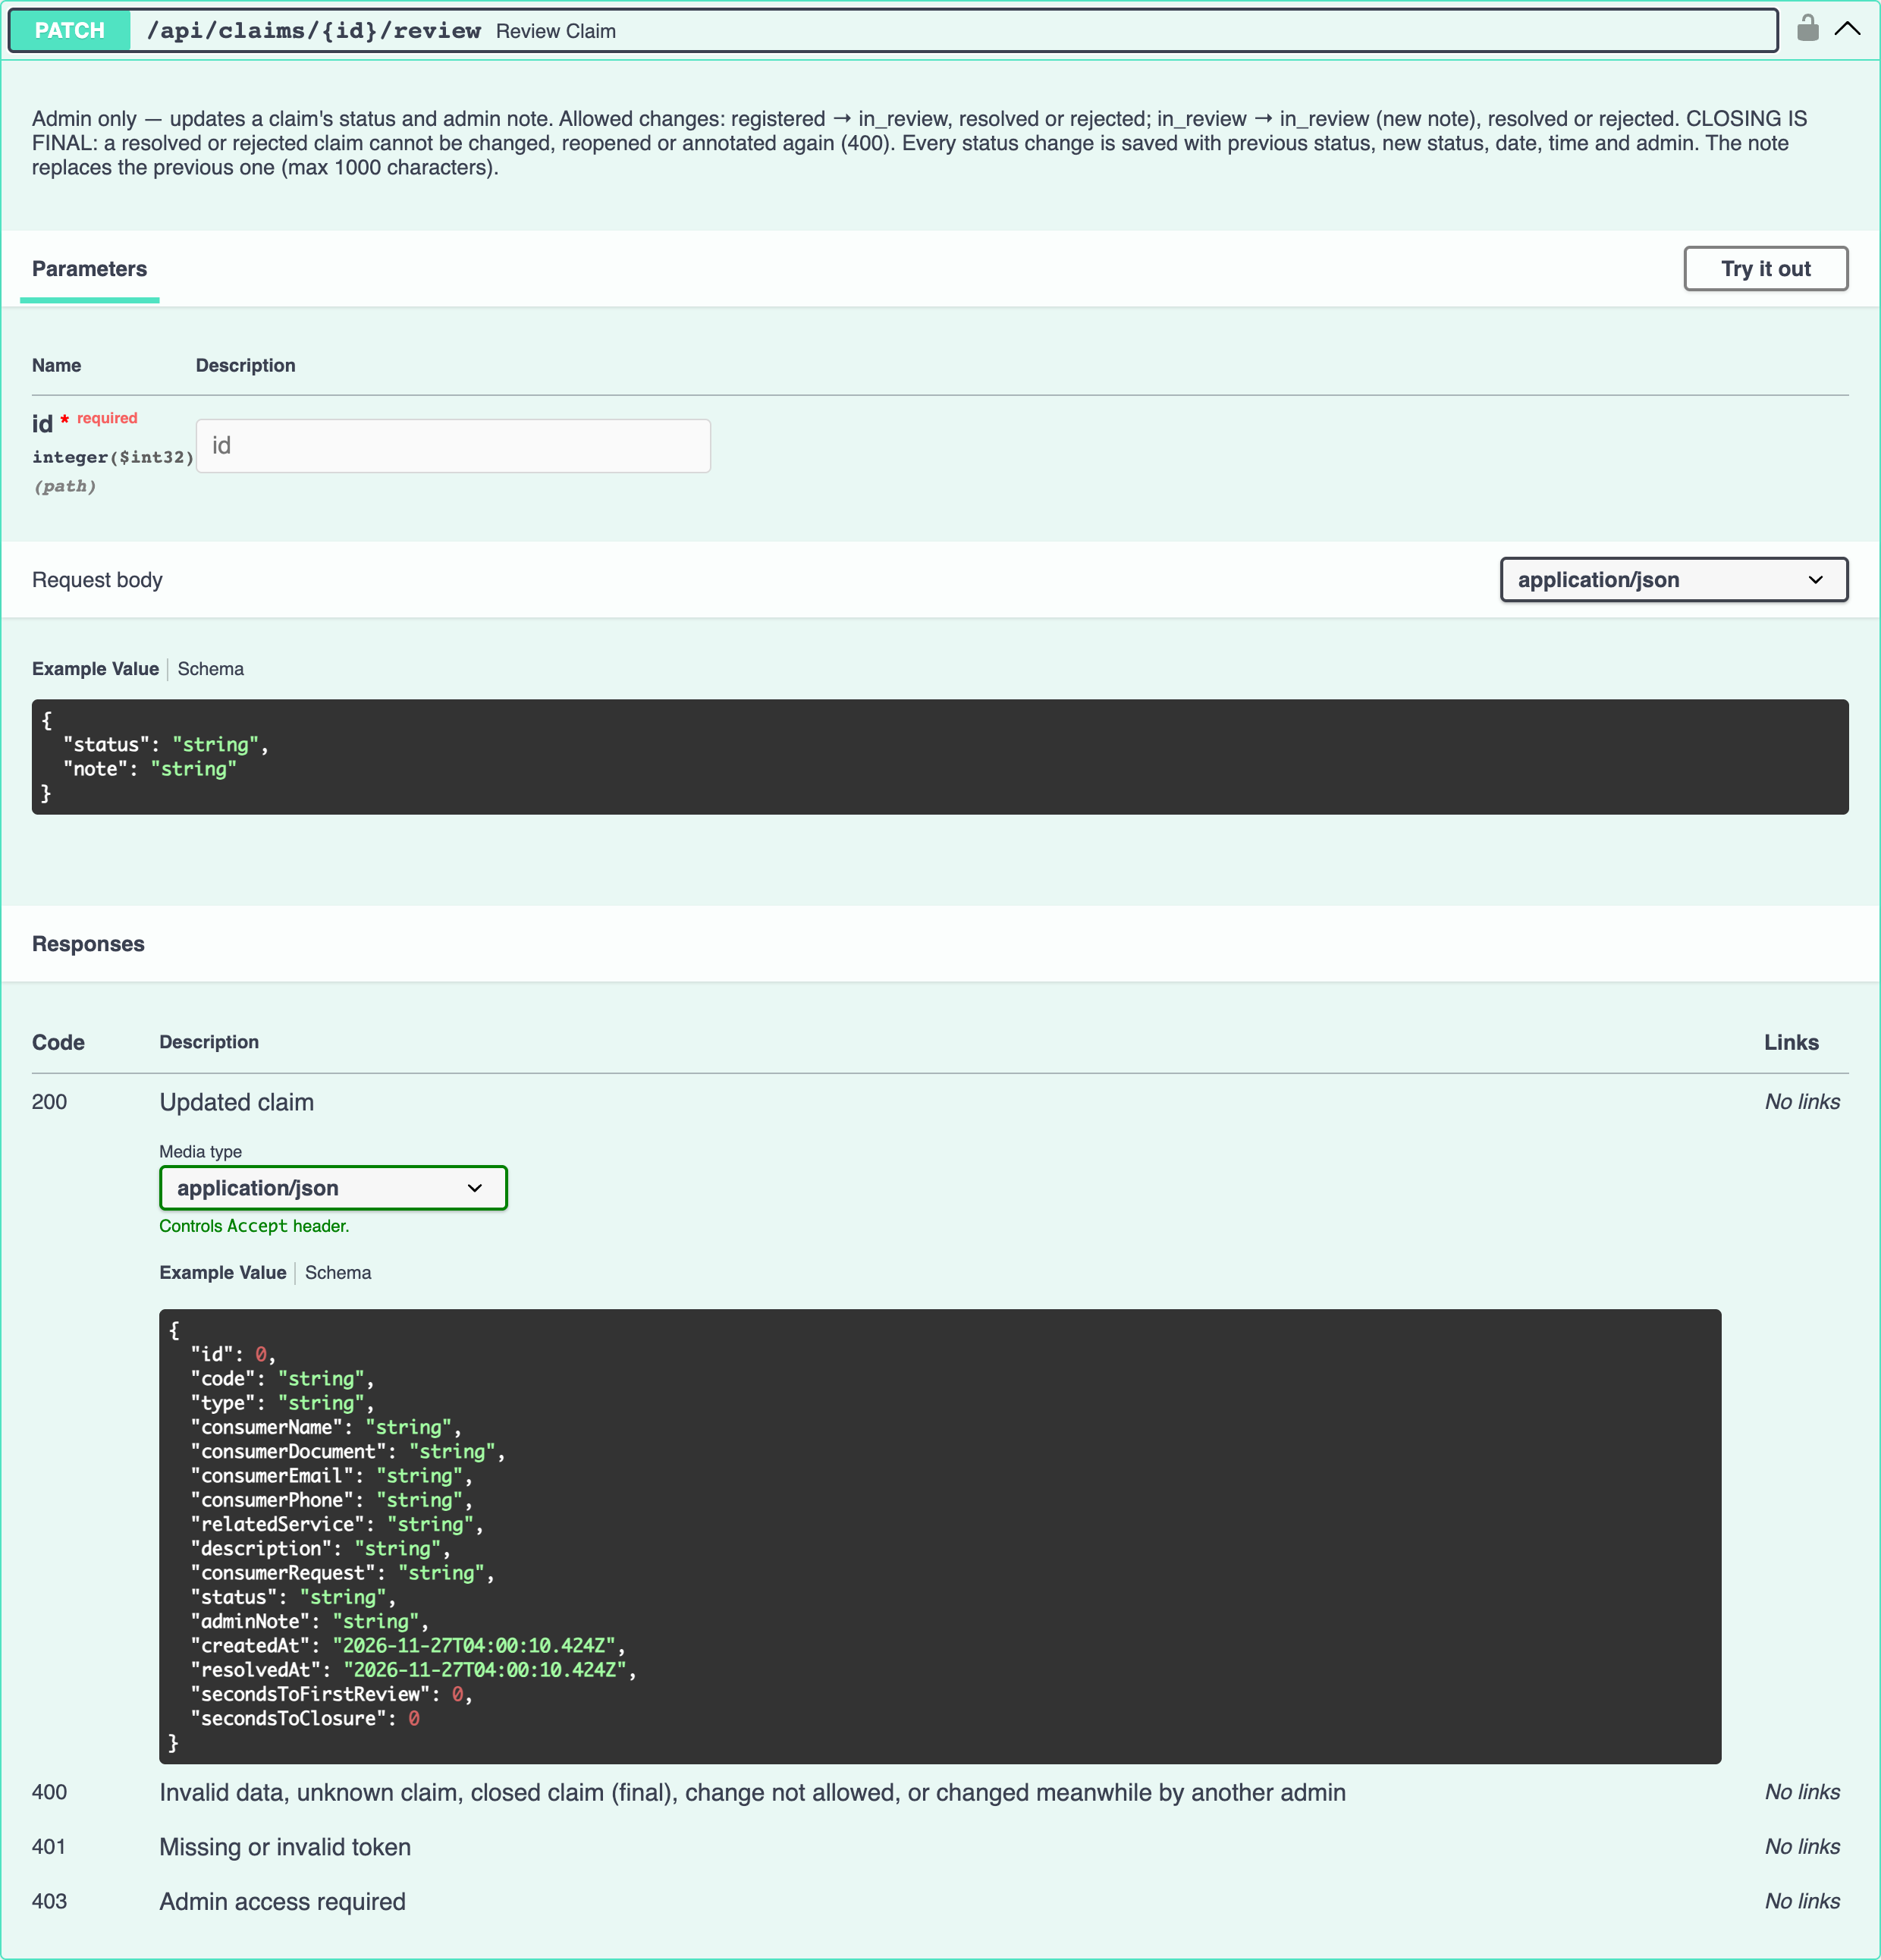 PATCH /api/claims/{id}/review Review Claim
Admin only — updates a claim's status and admin note. Allowed changes: registered → in_review, resolved or rejected; in_review → in_review (new note), resolved or rejected. CLOSING IS
FINAL: a resolved or rejected claim cannot be changed, reopened or annotated again (400). Every status change is saved with previous status, new status, date, time and admin. The note
replaces the previous one (max 1000 characters).
Parameters
Try it out
Name Description
id * required
id
integer($int32)
(path)
Request body
application/json
Example Value Schema
{
  "status": "string",
  "note": "string"
}
Responses
Code Description Links
200 Updated claim No links
Media type
application/json
Controls Accept header.
Example Value Schema
{
  "id": 0,
  "code": "string",
  "type": "string",
  "consumerName": "string",
  "consumerDocument": "string",
  "consumerEmail": "string",
  "consumerPhone": "string",
  "relatedService": "string",
  "description": "string",
  "consumerRequest": "string",
  "status": "string",
  "adminNote": "string",
  "createdAt": "2026-11-27T04:00:10.424Z",
  "resolvedAt": "2026-11-27T04:00:10.424Z",
  "secondsToFirstReview": 0,
  "secondsToClosure": 0
}
400 Invalid data, unknown claim, closed claim (final), change not allowed, or changed meanwhile by another admin No links
401 Missing or invalid token No links
403 Admin access required No links